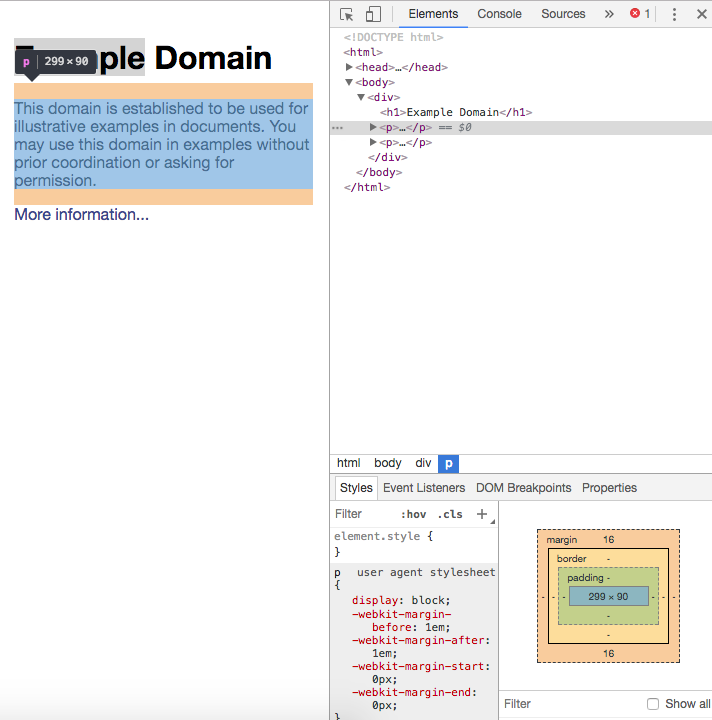 Example Domain
p 299 × 90
This domain is established to be used for
illustrative examples in documents. You
may use this domain in examples without
prior coordination or asking for
permission.
More information...
Elements Console Sources » 1
<!DOCTYPE html>
<html>
<head>…</head>
<body>
<div>
<h1>Example Domain</h1>
••• <p>…</p> == $0
<p>…</p>
</div>
</body>
</html>
html body div p
Styles Event Listeners DOM Breakpoints Properties
Filter :hov .cls +
element.style {
}
p user agent stylesheet
{
display: block;
-webkit-margin-
before: 1em;
-webkit-margin-after:
1em;
-webkit-margin-start:
0px;
-webkit-margin-end:
0px;
}
margin 16
border -
padding -
- - - 299 × 90 - - -
-
-
16
Filter Show all